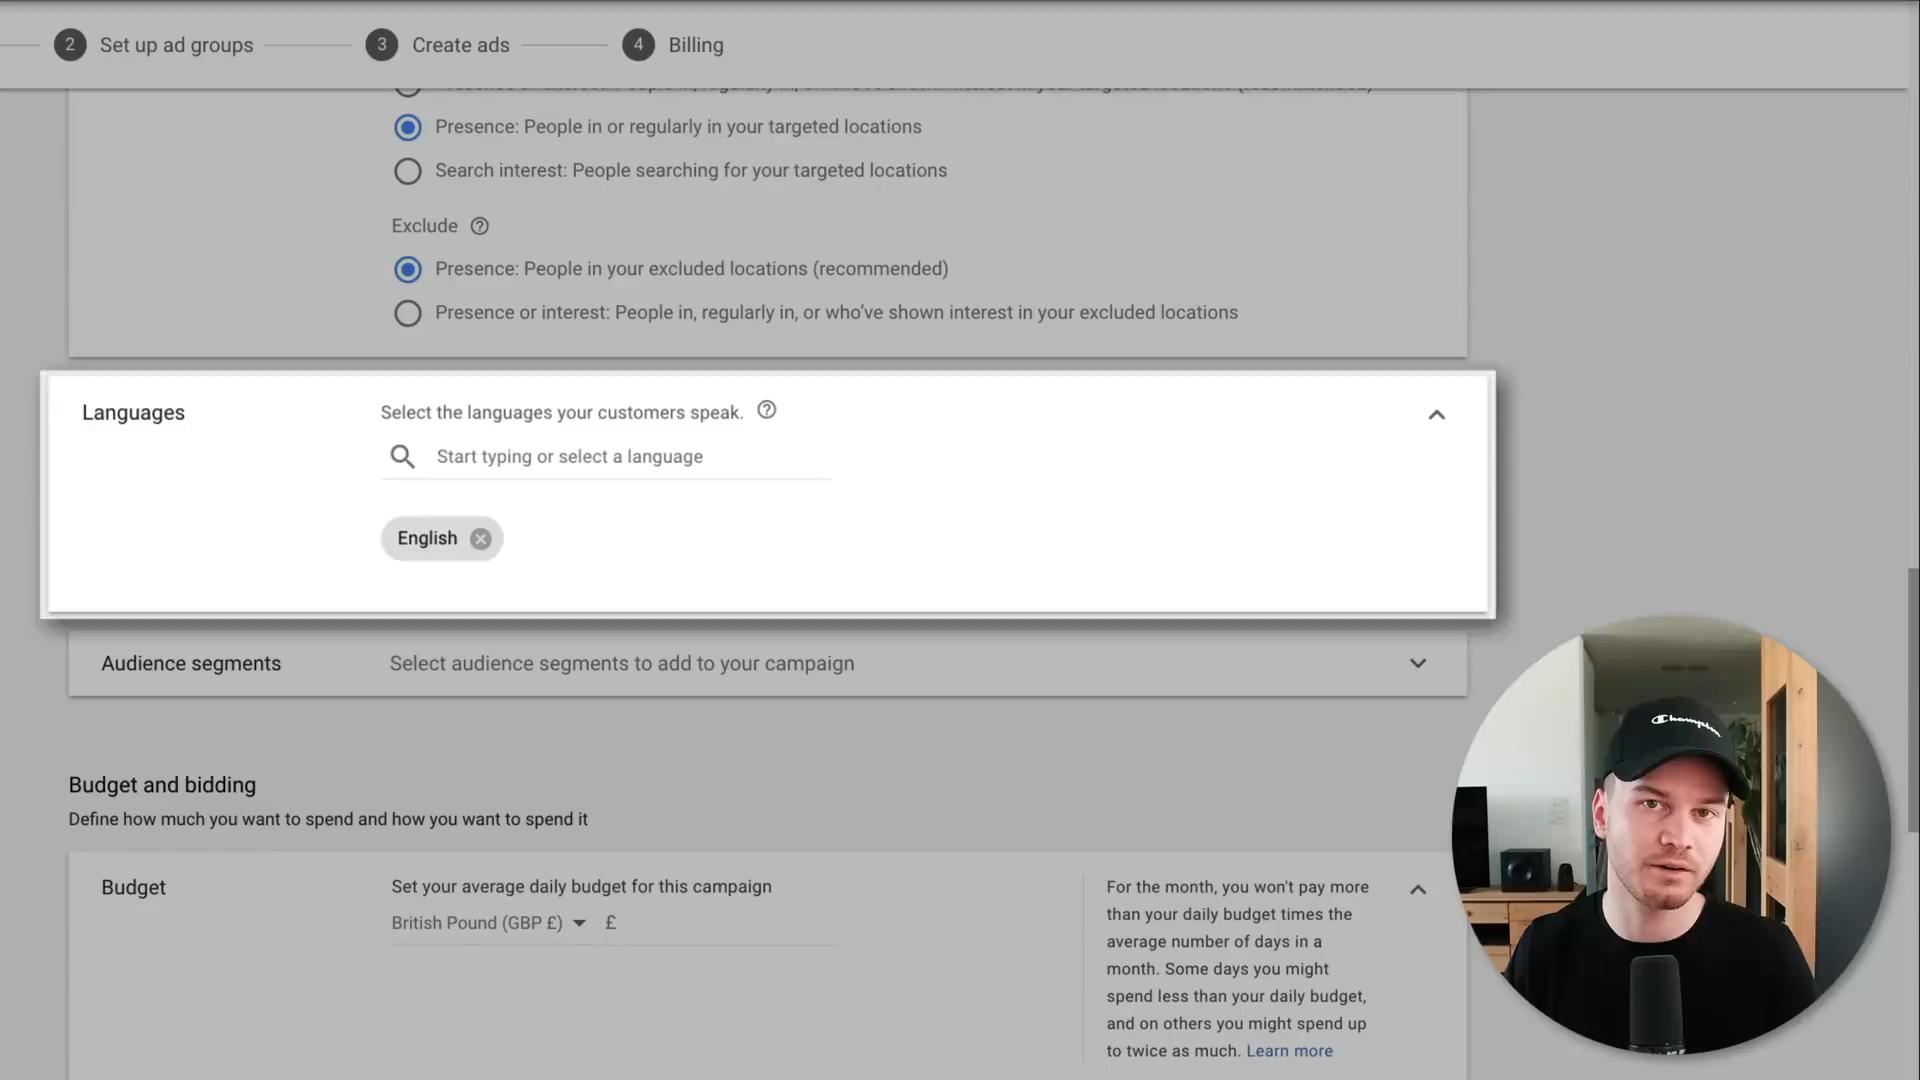 2 Set up ad groups 3 Create ads 4 Billing
Presence: People in or regularly in your targeted locations
Search interest: People searching for your targeted locations
Exclude
Presence: People in your excluded locations (recommended)
Presence or interest: People in, regularly in, or who've shown interest in your excluded locations
Languages
Select the languages your customers speak.
Start typing or select a language
English
Audience segments
Select audience segments to add to your campaign
Budget and bidding
Define how much you want to spend and how you want to spend it
Budget
Set your average daily budget for this campaign
British Pound (GBP £) £
For the month, you won't pay more
than your daily budget times the
average number of days in a
month. Some days you might
spend less than your daily budget,
and on others you might spend up
to twice as much. Learn more
Champion